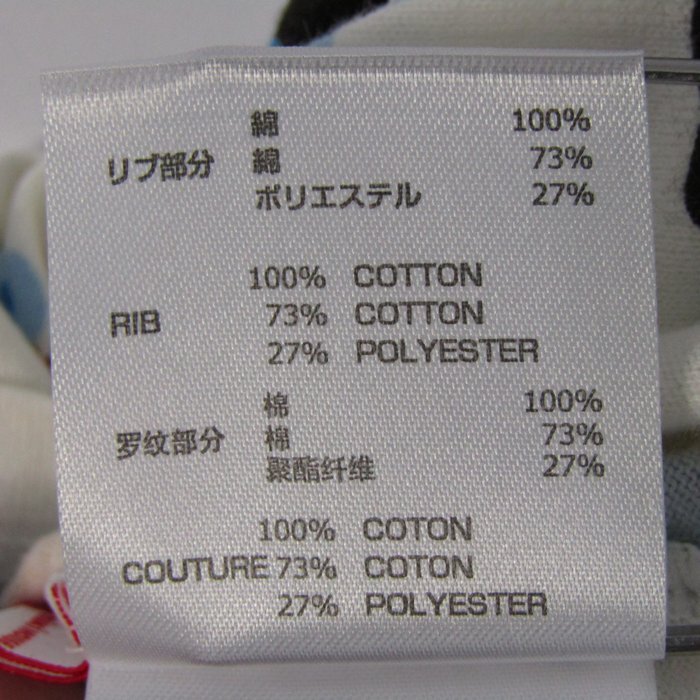 綿 100%
リブ部分 綿 73%
ポリエステル 27%
100% COTTON
RIB 73% COTTON
27% POLYESTER
棉 100%
罗纹部分 棉 73%
聚酯纤维 27%
100% COTON
COUTURE 73% COTON
27% POLYESTER